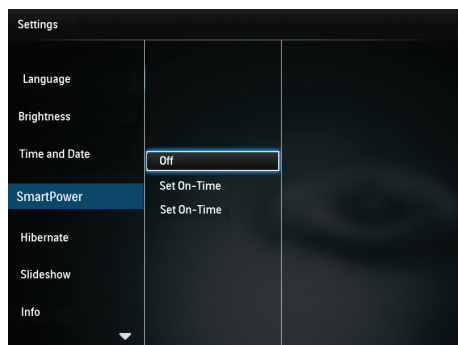 Settings
Language
Brightness
Time and Date
SmartPower
Hibernate
Slideshow
Info
Off
Set On-Time
Set On-Time